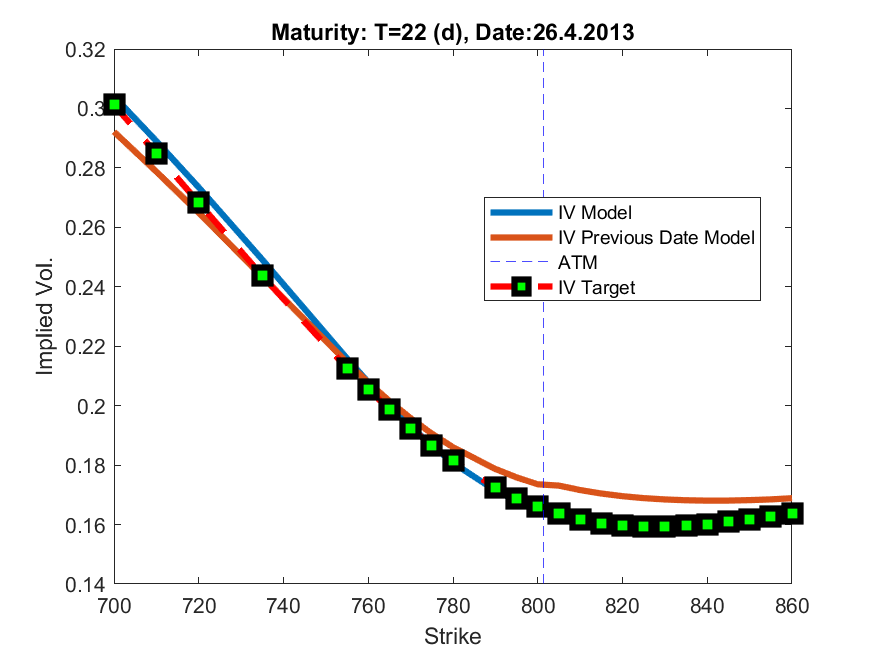 Maturity: T=22 (d), Date:26.4.2013
0.32
0.3
0.28
0.26
0.24
0.22
0.2
0.18
0.16
0.14
Implied Vol.
IV Model
IV Previous Date Model
ATM
IV Target
700 720 740 760 780 800 820 840 860
Strike